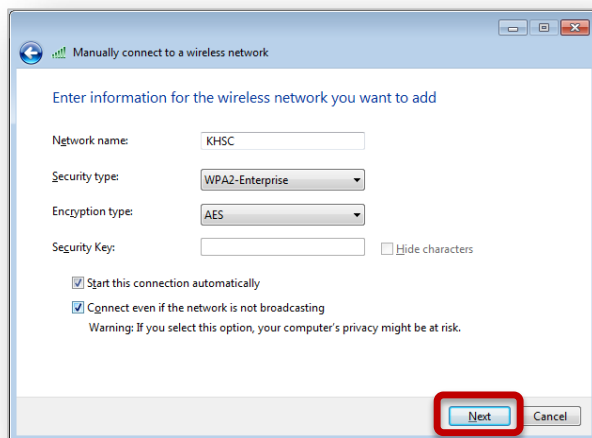 Manually connect to a wireless network
Enter information for the wireless network you want to add
Network name: KHSC
Security type: WPA2-Enterprise
Encryption type: AES
Security Key: Hide characters
Start this connection automatically
Connect even if the network is not broadcasting
Warning: If you select this option, your computer's privacy might be at risk.
Next Cancel